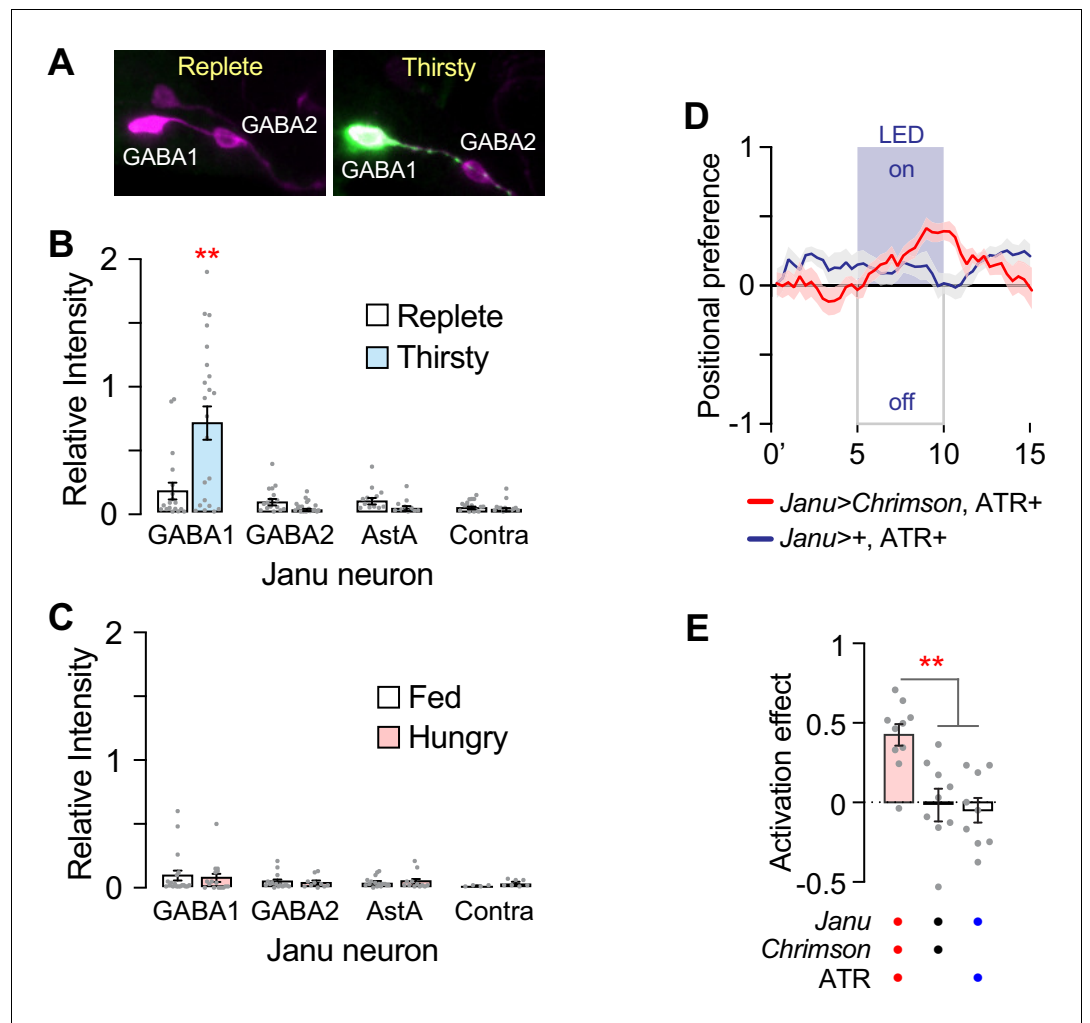 A
Replete
Thirsty
GABA1
GABA2
GABA1
GABA2
B
2
**
Relative Intensity
1
0
Replete
Thirsty
GABA1 GABA2 AstA Contra
Janu neuron
C
2
Relative Intensity
1
0
Fed
Hungry
GABA1 GABA2 AstA Contra
Janu neuron
D
LED
on
1
Positional preference
0
off
-1
0' 5 10 15
Janu>Chrimson, ATR+
Janu>+, ATR+
E
1
**
Activation effect
0.5
0
-0.5
Janu
Chrimson
ATR